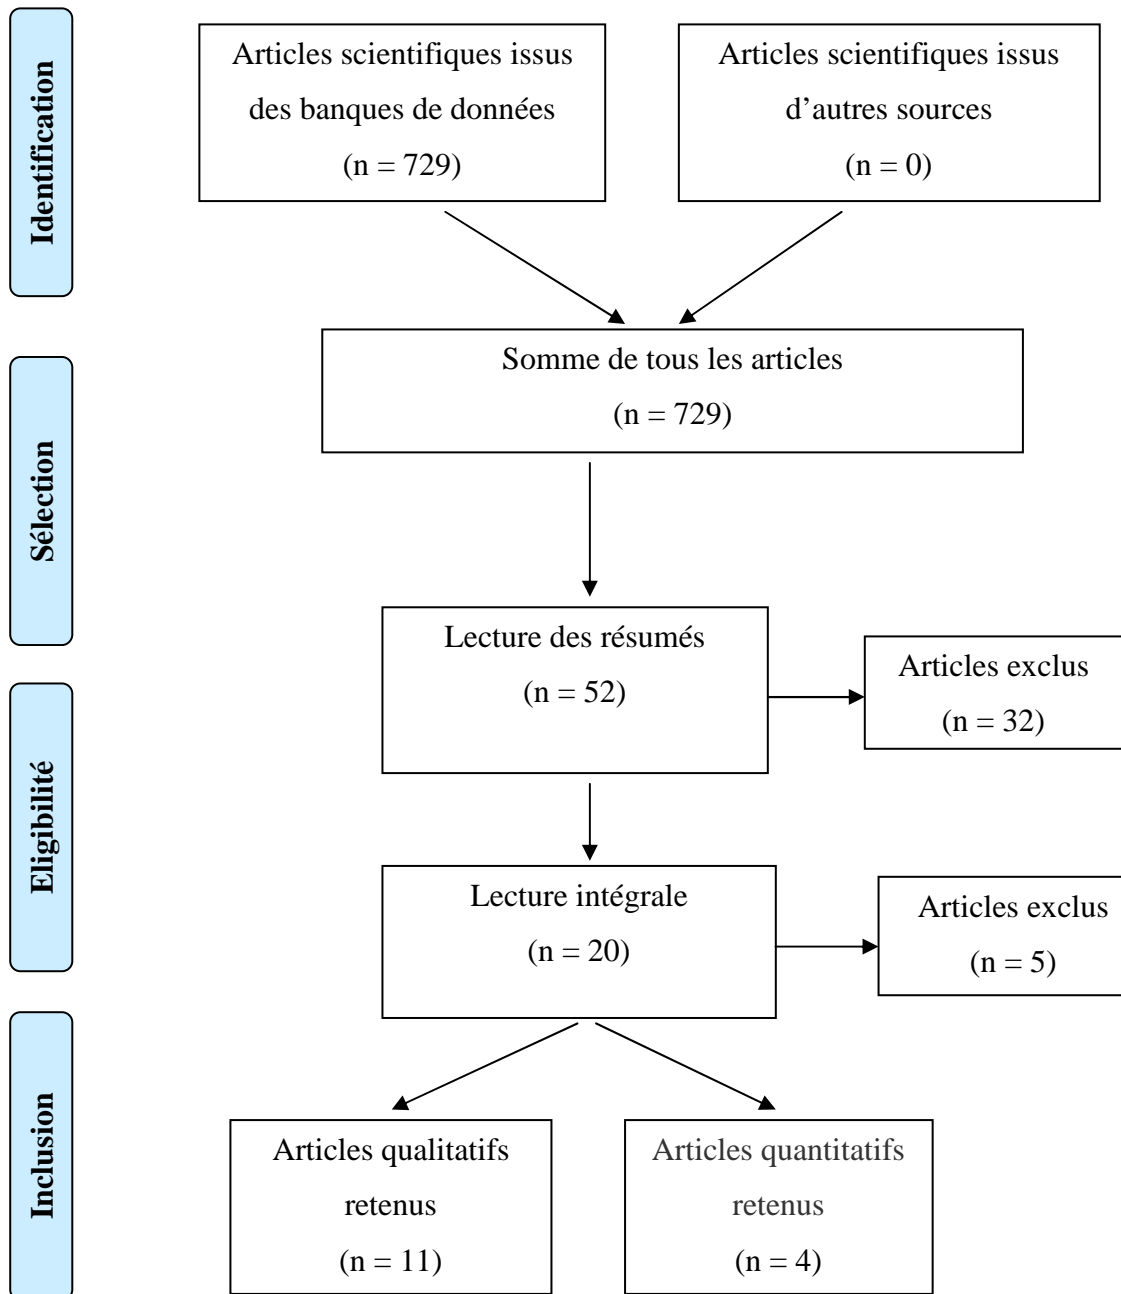 Identification
Articles scientifiques issus
des banques de données
(n = 729)
Articles scientifiques issus
d’autres sources
(n = 0)
Somme de tous les articles
(n = 729)
Sélection
Lecture des résumés
(n = 52)
Articles exclus
(n = 32)
Eligibilité
Lecture intégrale
(n = 20)
Articles exclus
(n = 5)
Inclusion
Articles qualitatifs
retenus
(n = 11)
Articles quantitatifs
retenus
(n = 4)